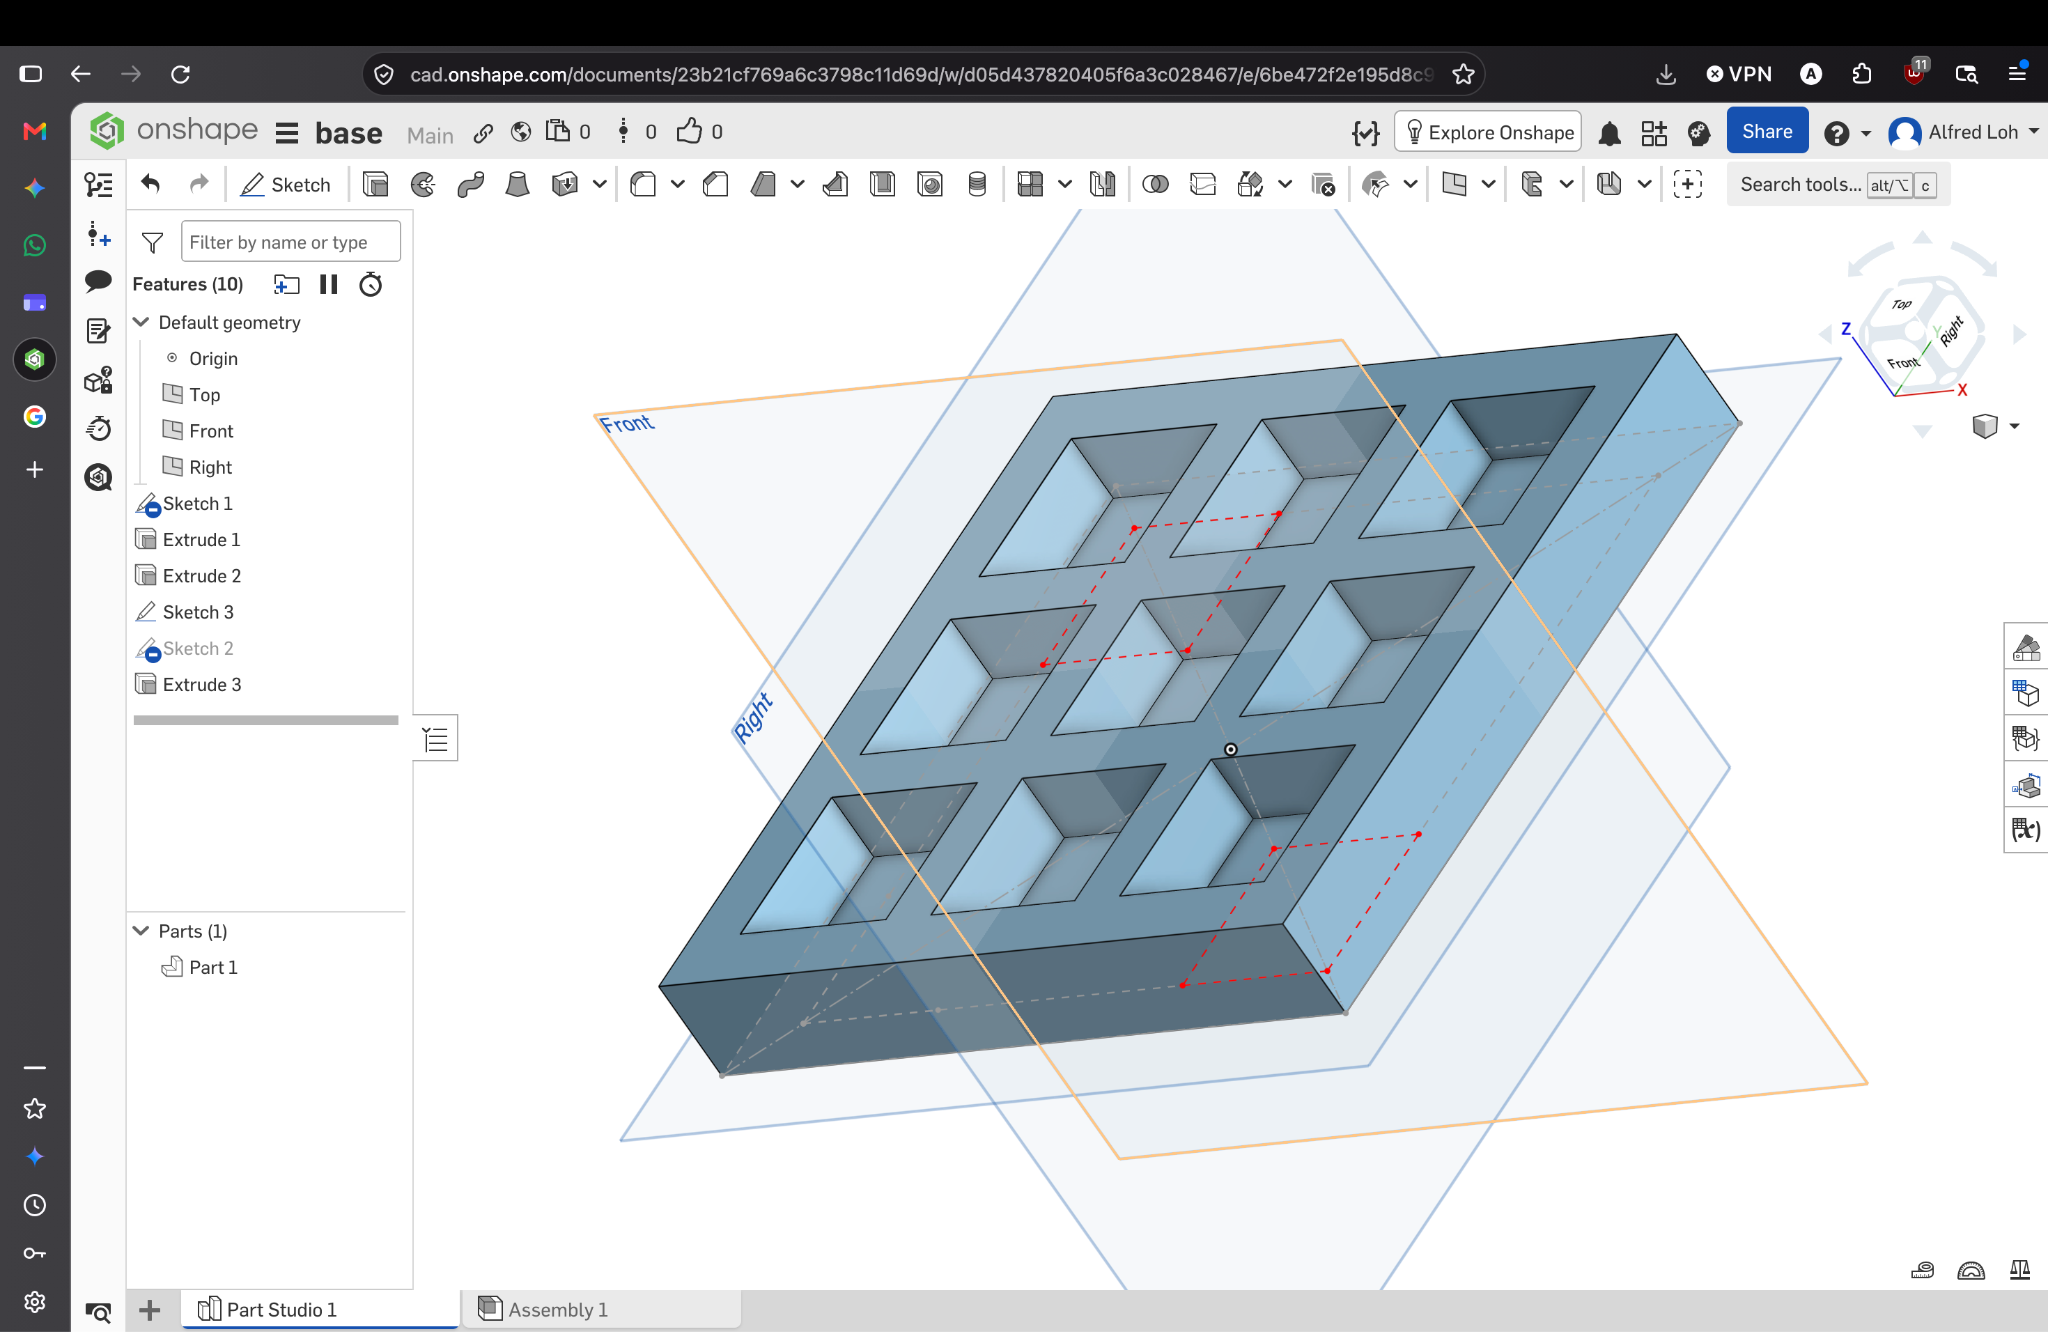 cad.onshape.com/documents/23b21cf769a6c3798c11d69d/w/d05d437820405f6a3c028467/e/6be472f2e195d8c9
VPN
A
11
onshape
base
Main
0
0
0
Explore Onshape
Share
Alfred Loh
Sketch
Search tools... alt/⌥ c
Filter by name or type
Features (10)
Default geometry
Origin
Top
Front
Right
Sketch 1
Extrude 1
Extrude 2
Sketch 3
Sketch 2
Extrude 3
Parts (1)
Part 1
Front
Right
Top
Front
Right
Z
Y
X
Part Studio 1
Assembly 1